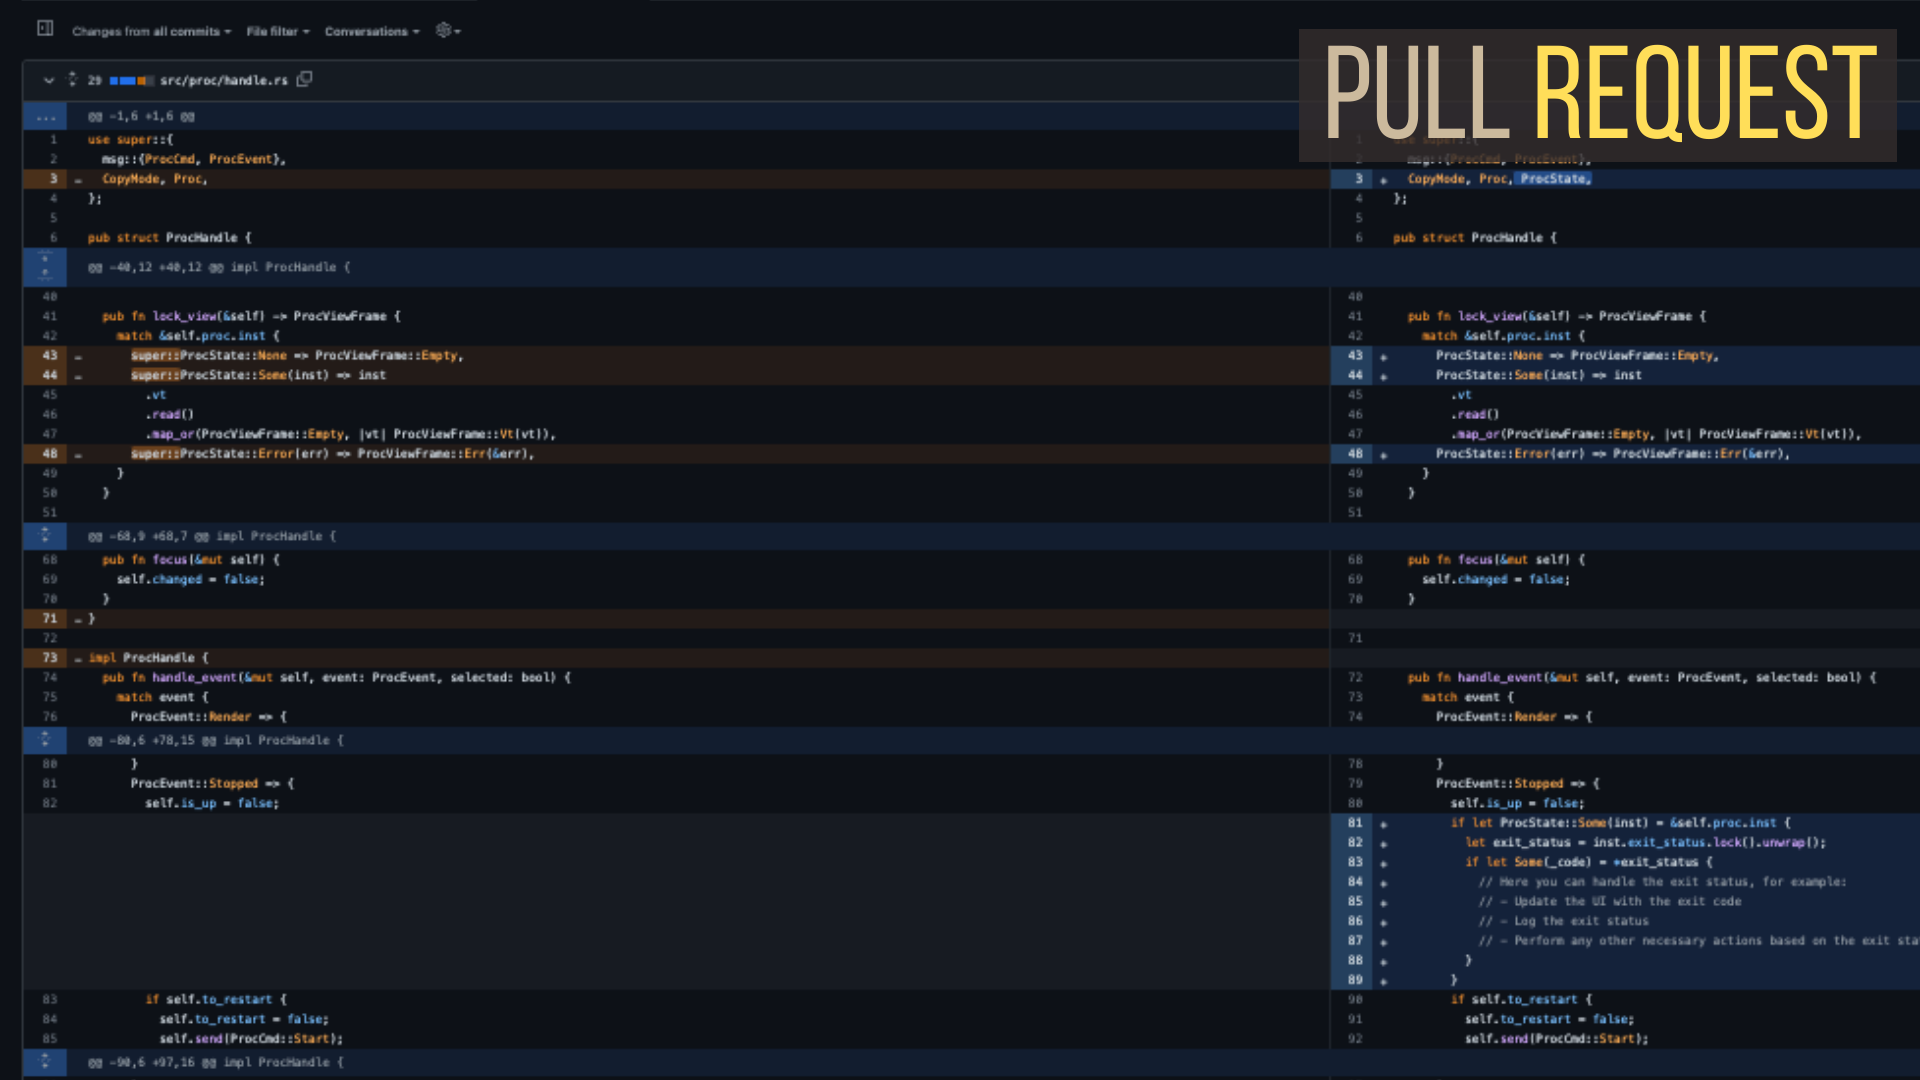 Changes from all commits File filter Conversations
PULL REQUEST
29 src/proc/handle.rs
... @@ -1,6 +1,6 @@
1 use super::{
2 msg::{ProcCmd, ProcEvent},
3 - CopyMode, Proc,
4 };
5
6 pub struct ProcHandle {
@@ -40,12 +40,12 @@ impl ProcHandle {
40
41 pub fn lock_view(&self) -> ProcViewFrame {
42 match &self.proc.inst {
43 - super::ProcState::None => ProcViewFrame::Empty,
44 - super::ProcState::Some(inst) => inst
45 .vt
46 .read()
47 .map_or(ProcViewFrame::Empty, |vt| ProcViewFrame::Vt(vt)),
48 - super::ProcState::Error(err) => ProcViewFrame::Err(&err),
49 }
50 }
51
@@ -68,9 +68,7 @@ impl ProcHandle {
68 pub fn focus(&mut self) {
69 self.changed = false;
70 }
71 - }
72
73 - impl ProcHandle {
74 pub fn handle_event(&mut self, event: ProcEvent, selected: bool) {
75 match event {
76 ProcEvent::Render => {
@@ -80,6 +78,15 @@ impl ProcHandle {
80 }
81 ProcEvent::Stopped => {
82 self.is_up = false;
83 if self.to_restart {
84 self.to_restart = false;
85 self.send(ProcCmd::Start);
@@ -90,6 +97,16 @@ impl ProcHandle {
1 use super::{
2 msg::{ProcCmd, ProcEvent},
3 + CopyMode, Proc, ProcState,
4 };
5
6 pub struct ProcHandle {
40
41 pub fn lock_view(&self) -> ProcViewFrame {
42 match &self.proc.inst {
43 + ProcState::None => ProcViewFrame::Empty,
44 + ProcState::Some(inst) => inst
45 .vt
46 .read()
47 .map_or(ProcViewFrame::Empty, |vt| ProcViewFrame::Vt(vt)),
48 + ProcState::Error(err) => ProcViewFrame::Err(&err),
49 }
50 }
51
68 pub fn focus(&mut self) {
69 self.changed = false;
70 }
71
72 pub fn handle_event(&mut self, event: ProcEvent, selected: bool) {
73 match event {
74 ProcEvent::Render => {
78 }
79 ProcEvent::Stopped => {
80 self.is_up = false;
81 + if let ProcState::Some(inst) = &self.proc.inst {
82 + let exit_status = inst.exit_status.lock().unwrap();
83 + if let Some(_code) = *exit_status {
84 + // Here you can handle the exit status, for example:
85 + // - Update the UI with the exit code
86 + // - Log the exit status
87 + // - Perform any other necessary actions based on the exit sta
88 + }
89 + }
90 if self.to_restart {
91 self.to_restart = false;
92 self.send(ProcCmd::Start);